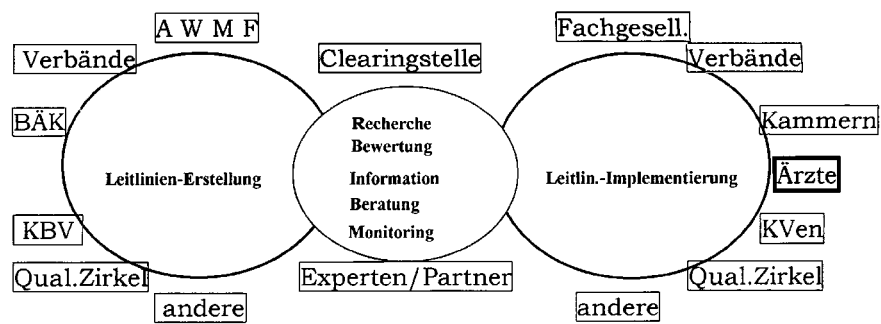 A W M F
Verbände
BÄK
Leitlinien-Erstellung
KBV
Qual.Zirkel
andere
Clearingstelle
Recherche
Bewertung
Information
Beratung
Monitoring
Experten/Partner
Fachgesell.
Verbände
Kammern
Ärzte
Leitlin.-Implementierung
KVen
Qual.Zirkel
andere